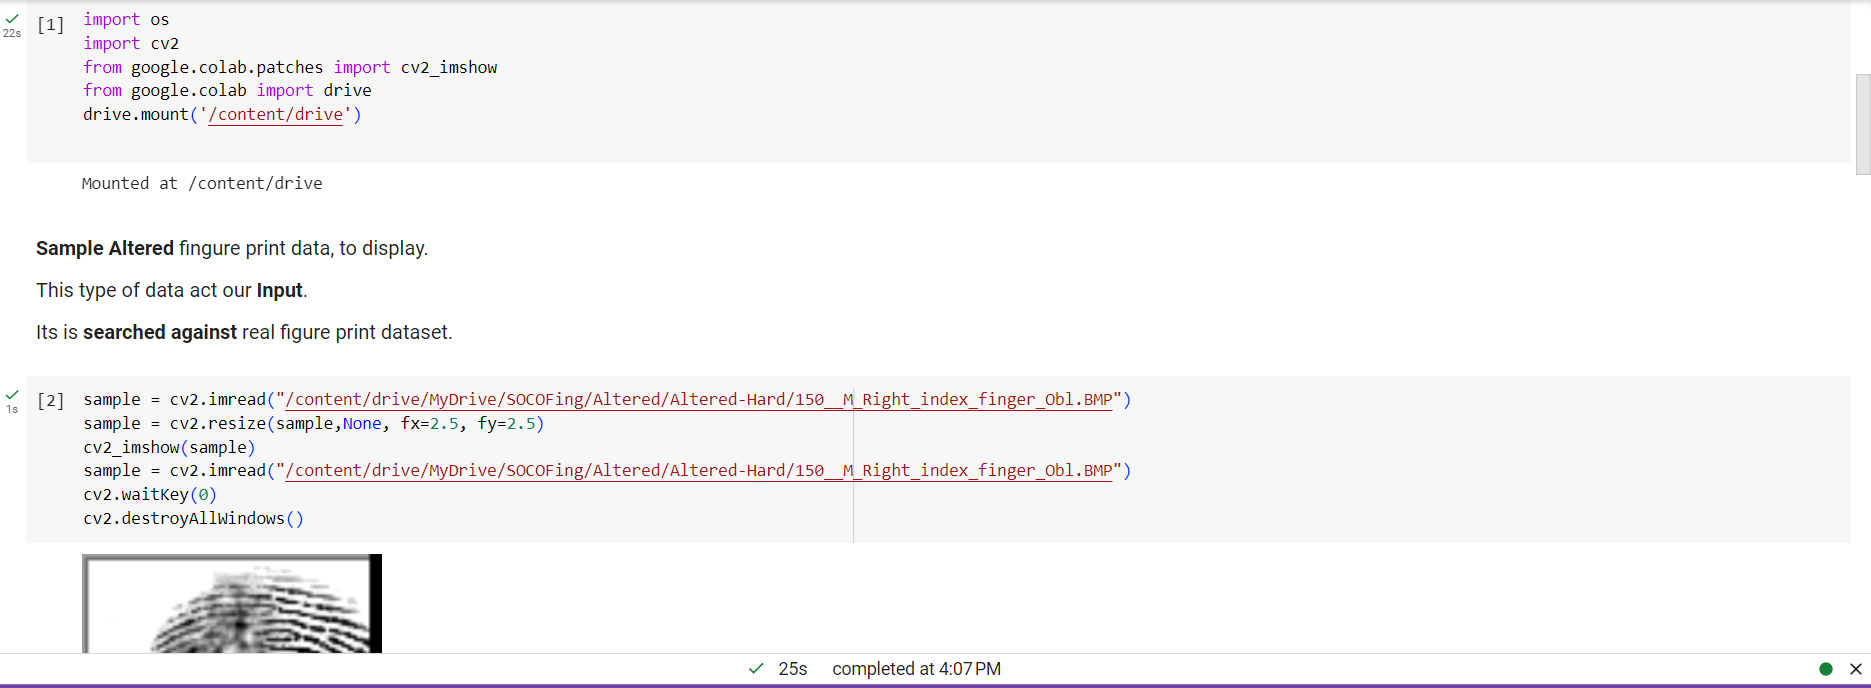 [1] import os
22s
import cv2
from google.colab.patches import cv2_imshow
from google.colab import drive
drive.mount('/content/drive')
Mounted at /content/drive
Sample Altered fingure print data, to display.
This type of data act our Input.
Its is searched against real figure print dataset.
[2] sample = cv2.imread("/content/drive/MyDrive/SOCOFing/Altered/Altered-Hard/150__M_Right_index_finger_Obl.BMP")
1s
sample = cv2.resize(sample,None, fx=2.5, fy=2.5)
cv2_imshow(sample)
sample = cv2.imread("/content/drive/MyDrive/SOCOFing/Altered/Altered-Hard/150__M_Right_index_finger_Obl.BMP")
cv2.waitKey(0)
cv2.destroyAllWindows()
25s completed at 4:07 PM